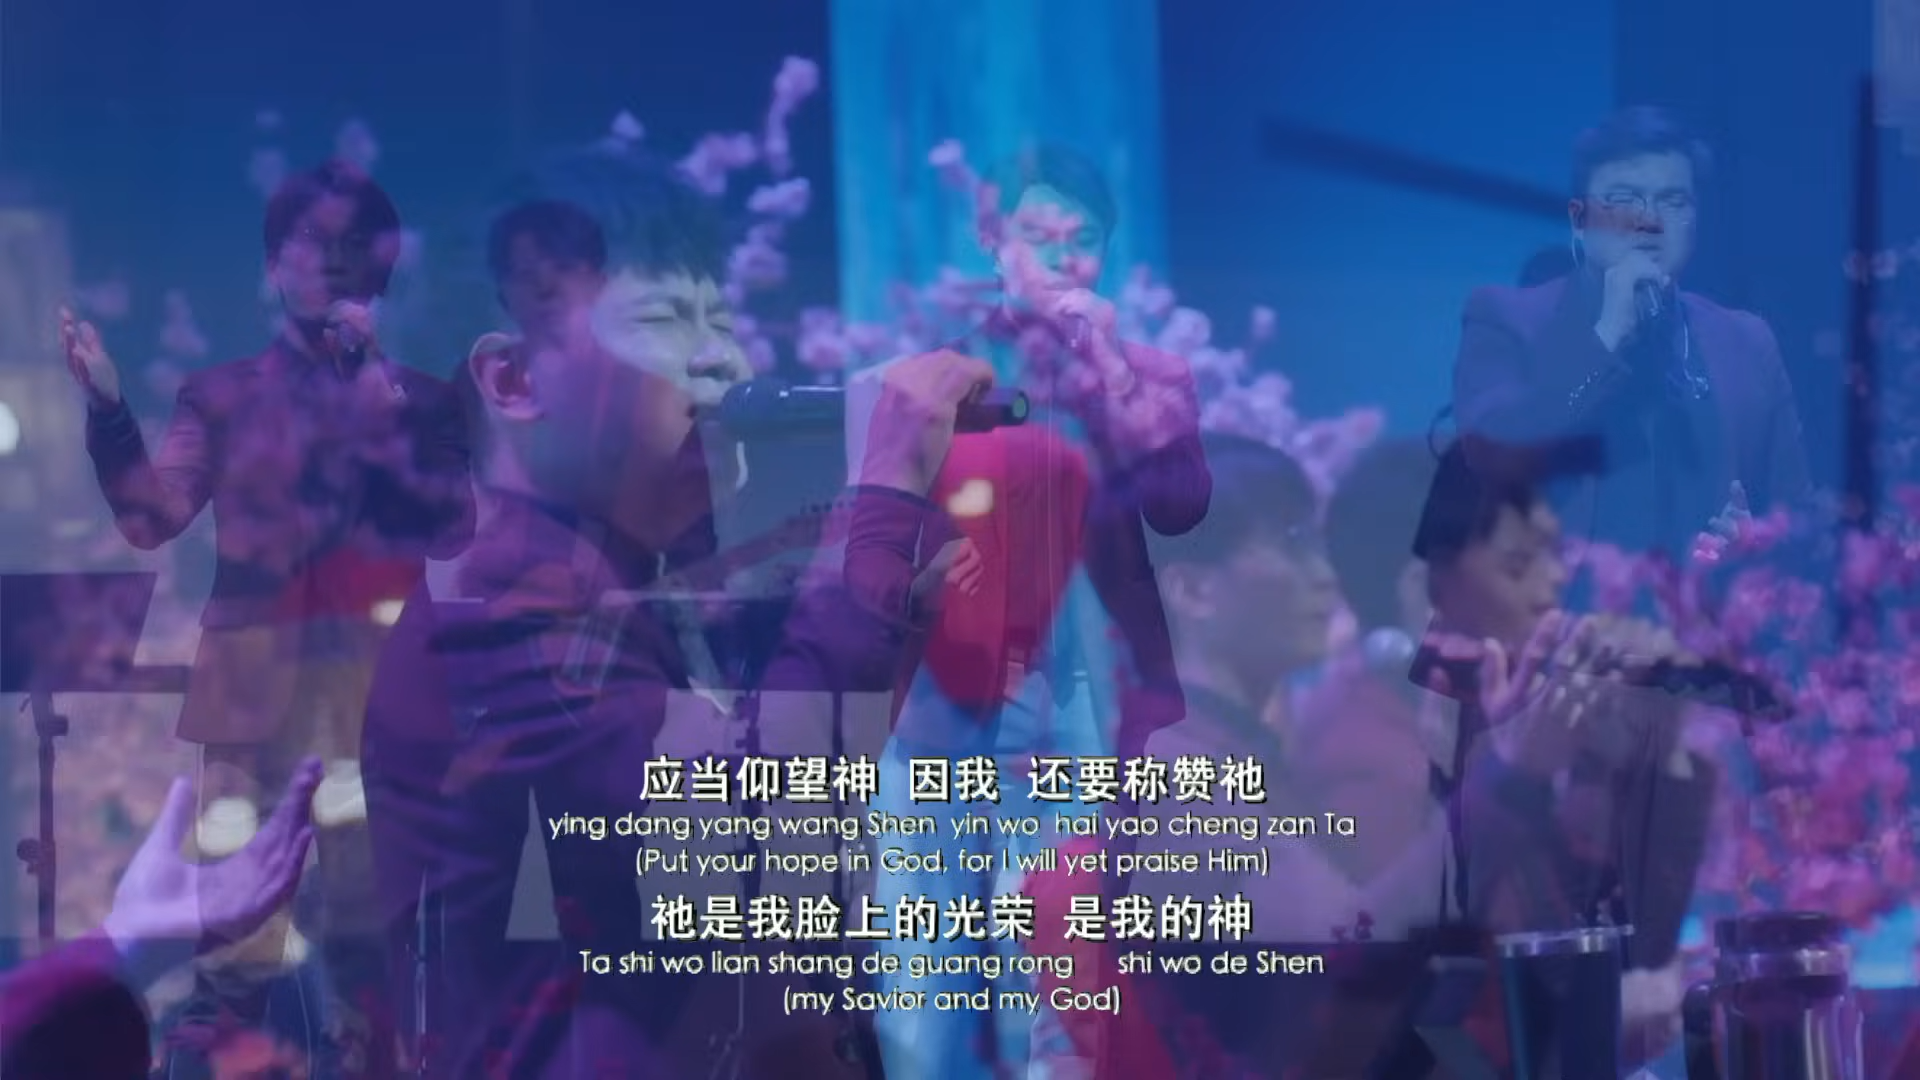 应当仰望神 因我 还要称赞祂
ying dang yang wang Shen yin wo hai yao cheng zan Ta
(Put your hope in God, for I will yet praise Him)
祂是我脸上的光荣 是我的神
Ta shi wo lian shang de guang rong shi wo de Shen
(my Savior and my God)